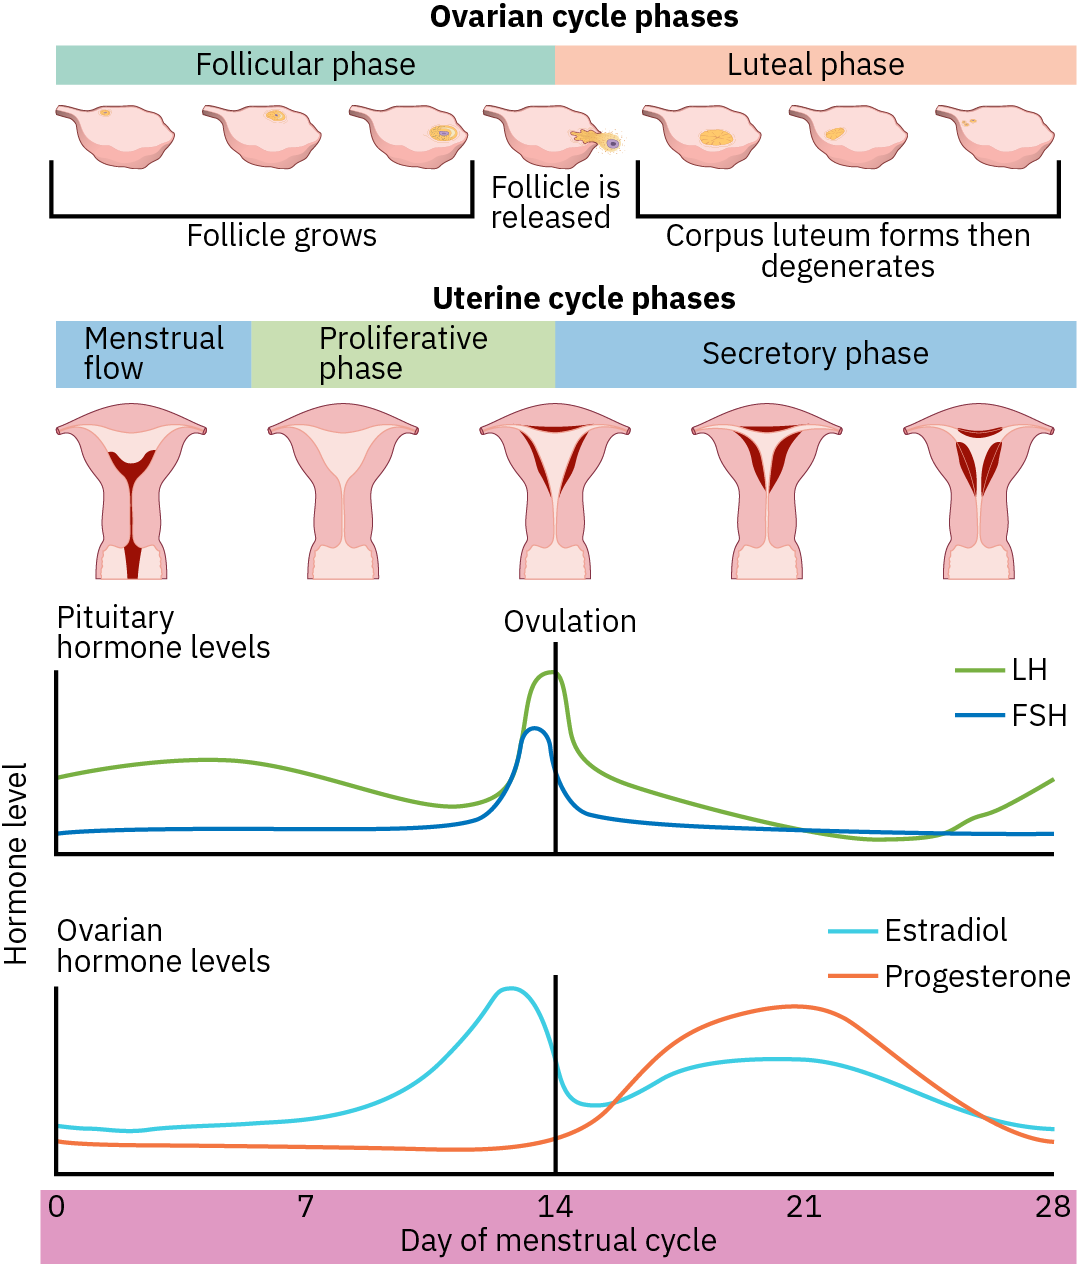 Ovarian cycle phases
Follicular phase
Luteal phase
Follicle grows
Follicle is
released
Corpus luteum forms then
degenerates
Uterine cycle phases
Menstrual
flow
Proliferative
phase
Secretory phase
Pituitary
hormone levels
Ovulation
LH
FSH
Hormone level
Ovarian
hormone levels
Estradiol
Progesterone
0 7 14 21 28
Day of menstrual cycle